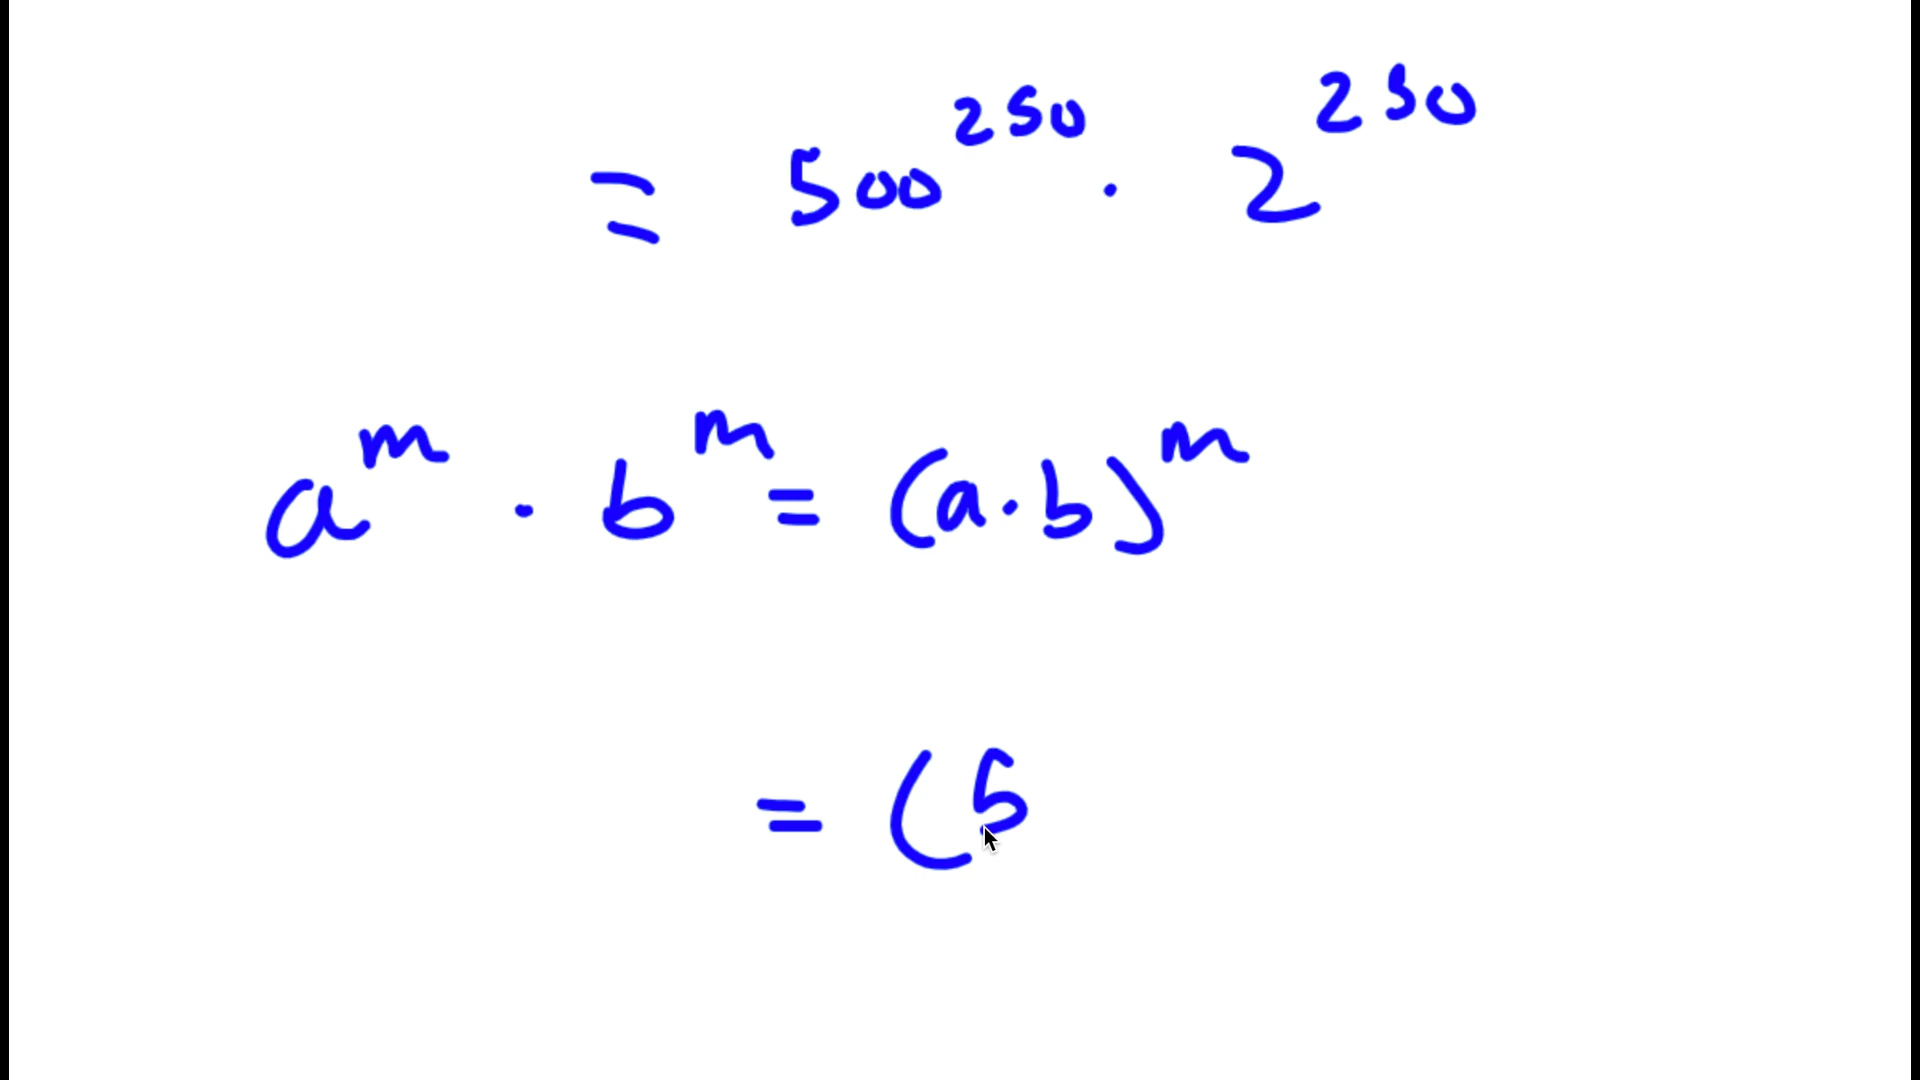 = 500^250 · 2^250
a^m · b^m = (a·b)^m
= (5